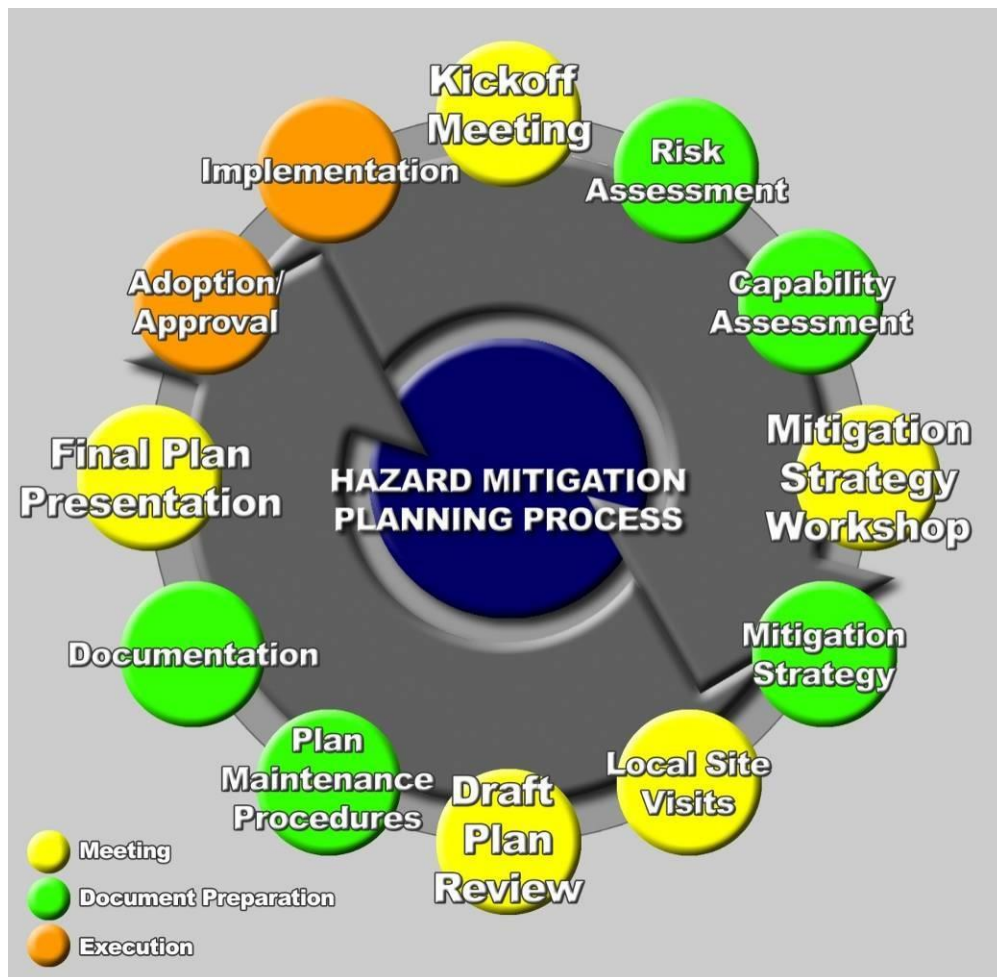 Kickoff
Meeting
Risk
Assessment
Capability
Assessment
Mitigation
Strategy
Workshop
Mitigation
Strategy
Local Site
Visits
Draft
Plan
Review
Plan
Maintenance
Procedures
Documentation
Final Plan
Presentation
Adoption/
Approval
Implementation
HAZARD MITIGATION
PLANNING PROCESS
Meeting
Document Preparation
Execution